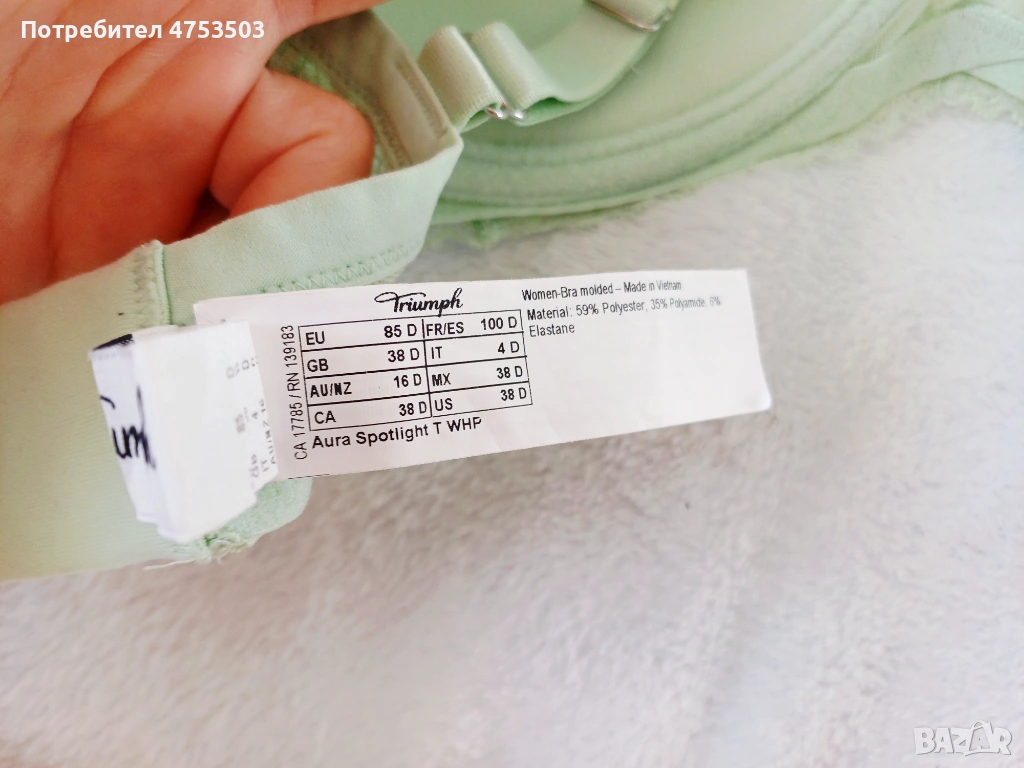 Потребител 4753503
Triumph
EU 85 D FR/ES 100 D
GB 38 D IT 4 D
AU/NZ 16 D MX 38 D
CA 38 D US 38 D
CA 17785 / RN 139183
Aura Spotlight T WHP
Women-Bra molded – Made in Vietnam
Material: 59% Polyester, 35% Polyamide, 6%
Elastane
um
BAZAR